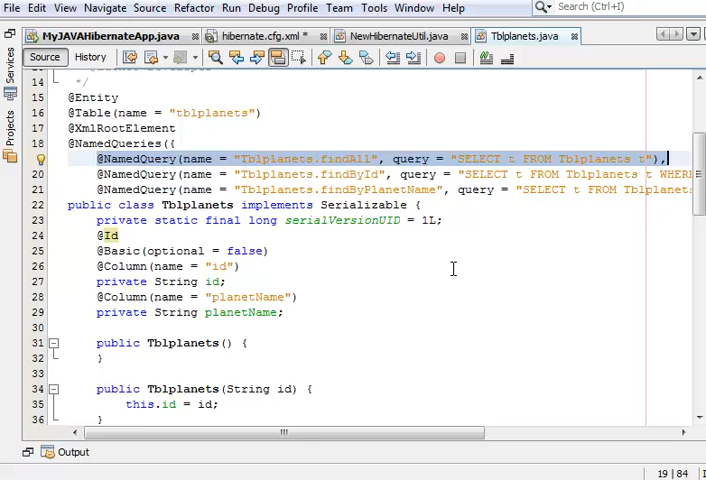 File Edit View Navigate Source Refactor Run Debug Profile Team Tools Window Help
Search (Ctrl+I)
MyJAVAHibernateApp.java
hibernate.cfg.xml *
NewHibernateUtil.java
Tblplanets.java
Source History
Services
Projects
14 */
15 @Entity
16 @Table(name = "tblplanets")
17 @XmlRootElement
18 @NamedQueries({
@NamedQuery(name = "Tblplanets.findAll", query = "SELECT t FROM Tblplanets t"),
20 @NamedQuery(name = "Tblplanets.findById", query = "SELECT t FROM Tblplanets t WHERE
21 @NamedQuery(name = "Tblplanets.findByPlanetName", query = "SELECT t FROM Tblplanets
22 public class Tblplanets implements Serializable {
23 private static final long serialVersionUID = 1L;
24 @Id
25 @Basic(optional = false)
26 @Column(name = "id")
27 private String id;
28 @Column(name = "planetName")
29 private String planetName;
30
31 public Tblplanets() {
32 }
33
34 public Tblplanets(String id) {
35 this.id = id;
36 }
Output
19 | 84